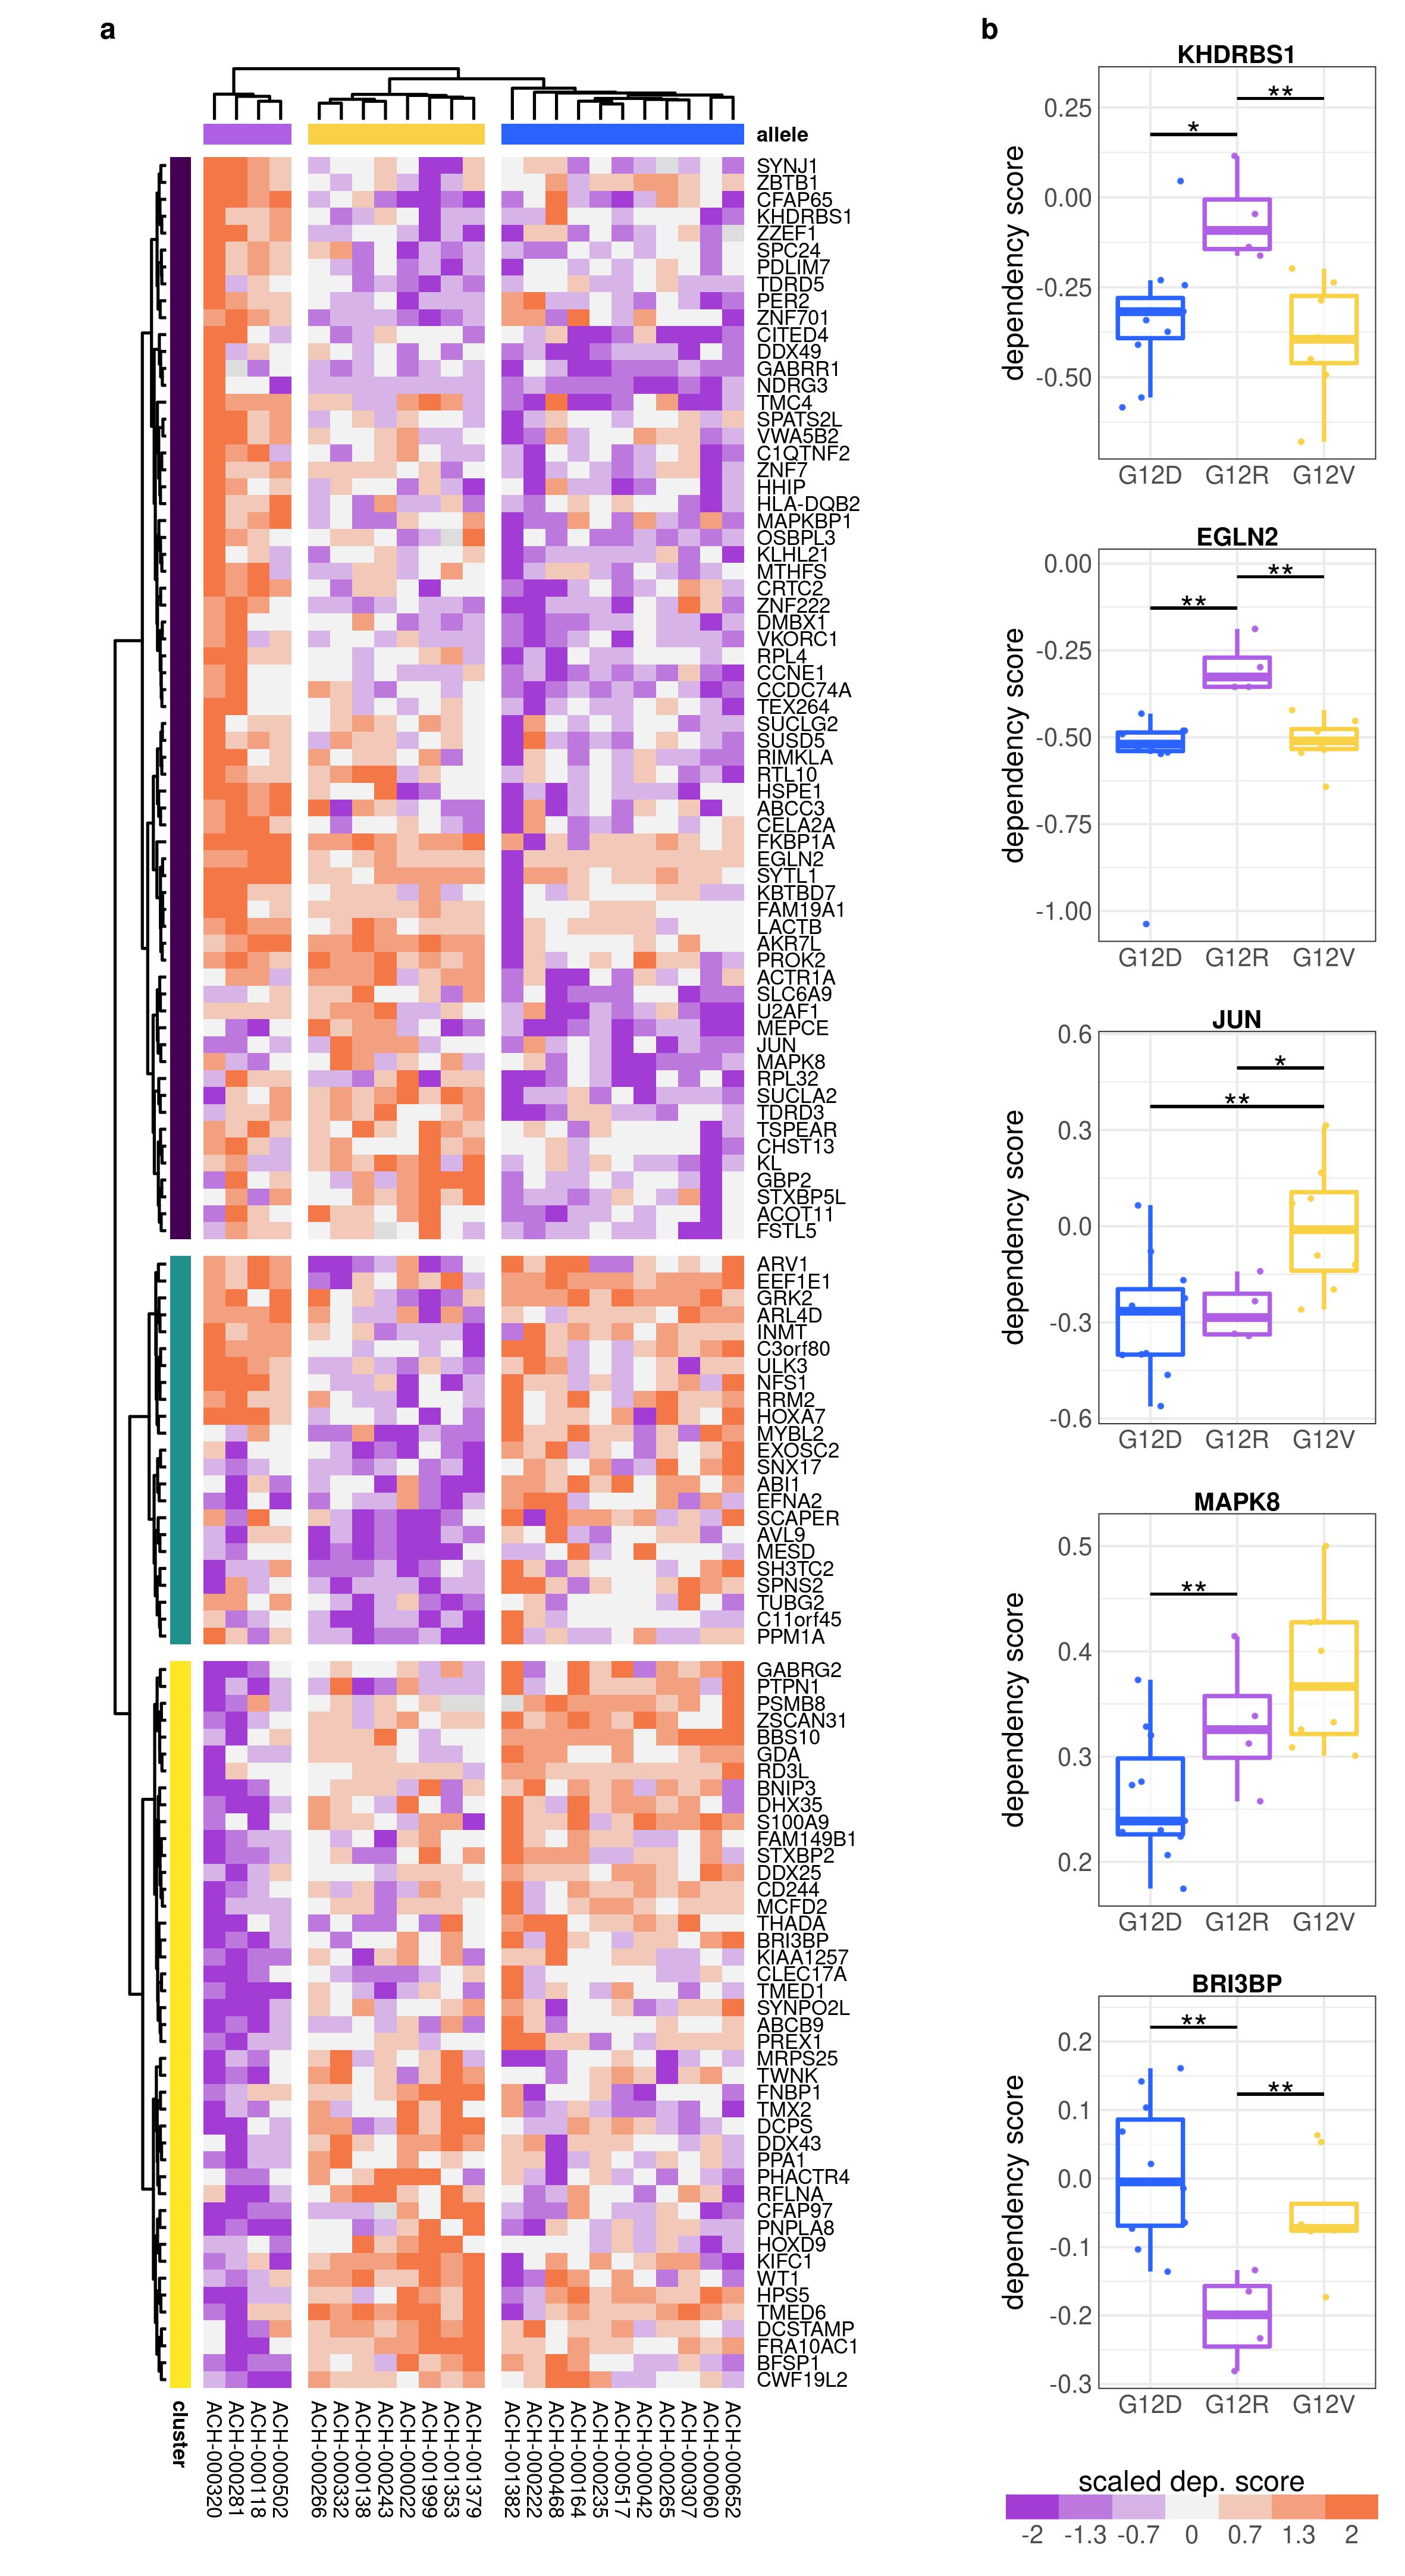 a
allele
SYNJ1
ZBTB1
CFAP65
KHDRBS1
ZZEF1
SPC24
PDLIM7
TDRD5
PER2
ZNF701
CITED4
DDX49
GABRR1
NDRG3
TMC4
SPATS2L
VWA5B2
C1QTNF2
ZNF7
HHIP
HLA-DQB2
MAPKBP1
OSBPL3
KLHL21
MTHFS
CRTC2
ZNF222
DMBX1
VKORC1
RPL4
CCNE1
CCDC74A
TEX264
SUCLG2
SUSD5
RIMKLA
RTL10
HSPE1
ABCC3
CELA2A
FKBP1A
EGLN2
SYTL1
KBTBD7
FAM19A1
LACTB
AKR7L
PROK2
ACTR1A
SLC6A9
U2AF1
MEPCE
JUN
MAPK8
RPL32
SUCLA2
TDRD3
TSPEAR
CHST13
KL
GBP2
STXBP5L
ACOT11
FSTL5
ARV1
EEF1E1
GRK2
ARL4D
INMT
C3orf80
ULK3
NFS1
RRM2
HOXA7
MYBL2
EXOSC2
SNX17
ABI1
EFNA2
SCAPER
AVL9
MESD
SH3TC2
SPNS2
TUBG2
C11orf45
PPM1A
GABRG2
PTPN1
PSMB8
ZSCAN31
BBS10
GDA
RD3L
BNIP3
DHX35
S100A9
FAM149B1
STXBP2
DDX25
CD244
MCFD2
THADA
BRI3BP
KIAA1257
CLEC17A
TMED1
SYNPO2L
ABCB9
PREX1
MRPS25
TWNK
FNBP1
TMX2
DCPS
DDX43
PPA1
PHACTR4
RFLNA
CFAP97
PNPLA8
HOXD9
KIFC1
WT1
HPS5
TMED6
DCSTAMP
FRA10AC1
BFSP1
CWF19L2
cluster
ACH-000320
ACH-000281
ACH-000118
ACH-000502
ACH-000266
ACH-000332
ACH-000138
ACH-000243
ACH-000022
ACH-001999
ACH-001353
ACH-001379
ACH-001382
ACH-000222
ACH-000468
ACH-000164
ACH-000235
ACH-000517
ACH-000042
ACH-000265
ACH-000307
ACH-000060
ACH-000652
b
KHDRBS1
dependency score
0.25
0.00
-0.25
-0.50
**
*
G12D G12R G12V
EGLN2
dependency score
0.00
-0.25
-0.50
-0.75
-1.00
**
**
G12D G12R G12V
JUN
dependency score
0.6
0.3
0.0
-0.3
-0.6
*
**
G12D G12R G12V
MAPK8
dependency score
0.5
0.4
0.3
0.2
**
G12D G12R G12V
BRI3BP
dependency score
0.2
0.1
0.0
-0.1
-0.2
-0.3
**
**
G12D G12R G12V
scaled dep. score
-2 -1.3 -0.7 0 0.7 1.3 2